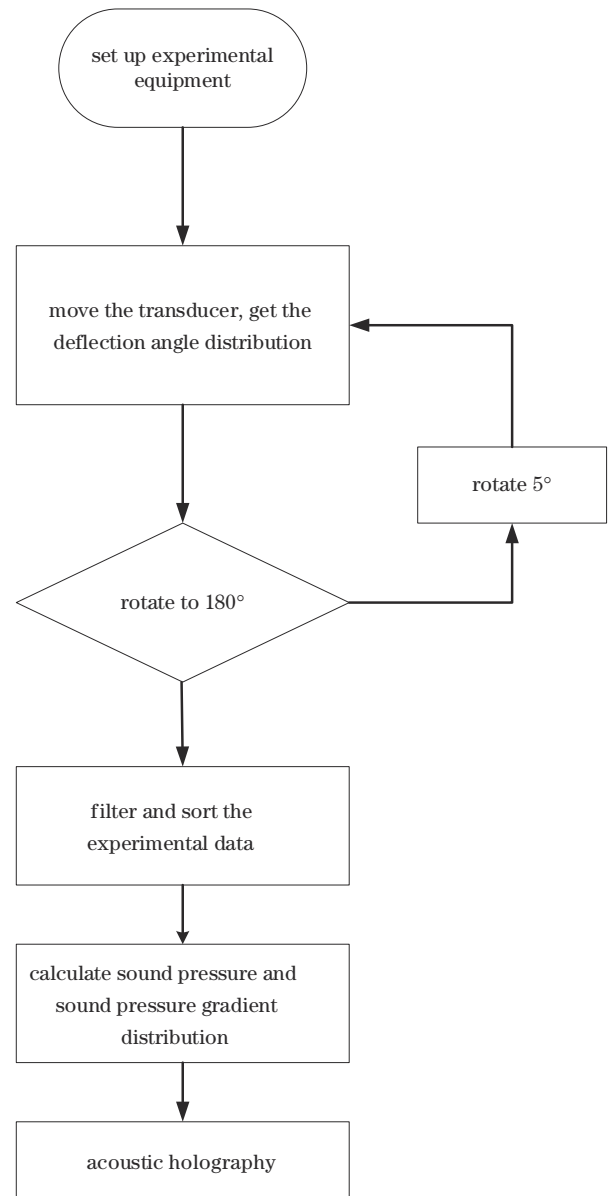 set up experimental
equipment
move the transducer, get the
deflection angle distribution
rotate 5°
rotate to 180°
filter and sort the
experimental data
calculate sound pressure and
sound pressure gradient
distribution
acoustic holography